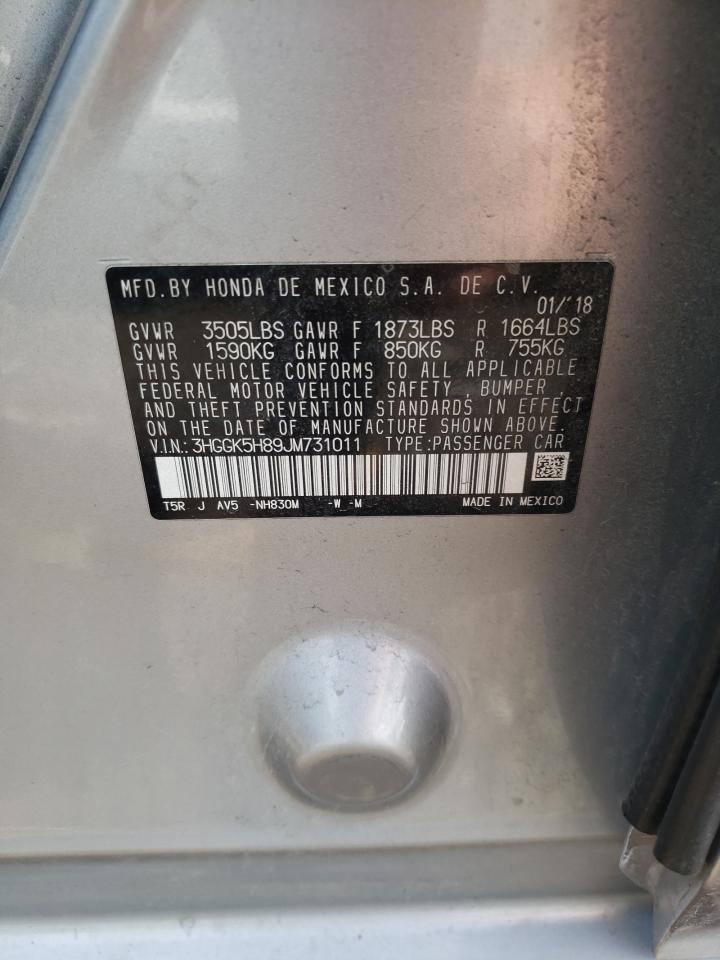 MFD.BY HONDA DE MEXICO S.A. DE C.V.
01/'18
GVWR 3505LBS GAWR F 1873LBS R 1664LBS
GVWR 1590KG GAWR F 850KG R 755KG
THIS VEHICLE CONFORMS TO ALL APPLICABLE
FEDERAL MOTOR VEHICLE SAFETY , BUMPER ,
AND THEFT PREVENTION STANDARDS IN EFFECT
ON THE DATE OF MANUFACTURE SHOWN ABOVE.
V.I.N.: 3HGGK5H89JM731011 TYPE:PASSENGER CAR
T5R J AV5 -NH830M -W -M MADE IN MEXICO